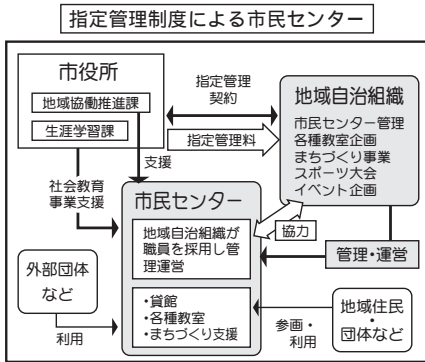 指定管理制度による市民センター
市役所
地域協働推進課
生涯学習課
指定管理
契約
指定管理料
地域自治組織
市民センター管理
各種教室企画
まちづくり事業
スポーツ大会
イベント企画
支援
社会教育
事業支援
市民センター
地域自治組織が
職員を採用し管
理運営
協力
管理・運営
外部団体
など
・貸館
・各種教室
・まちづくり支援
利用
参画・
利用
地域住民・
団体など